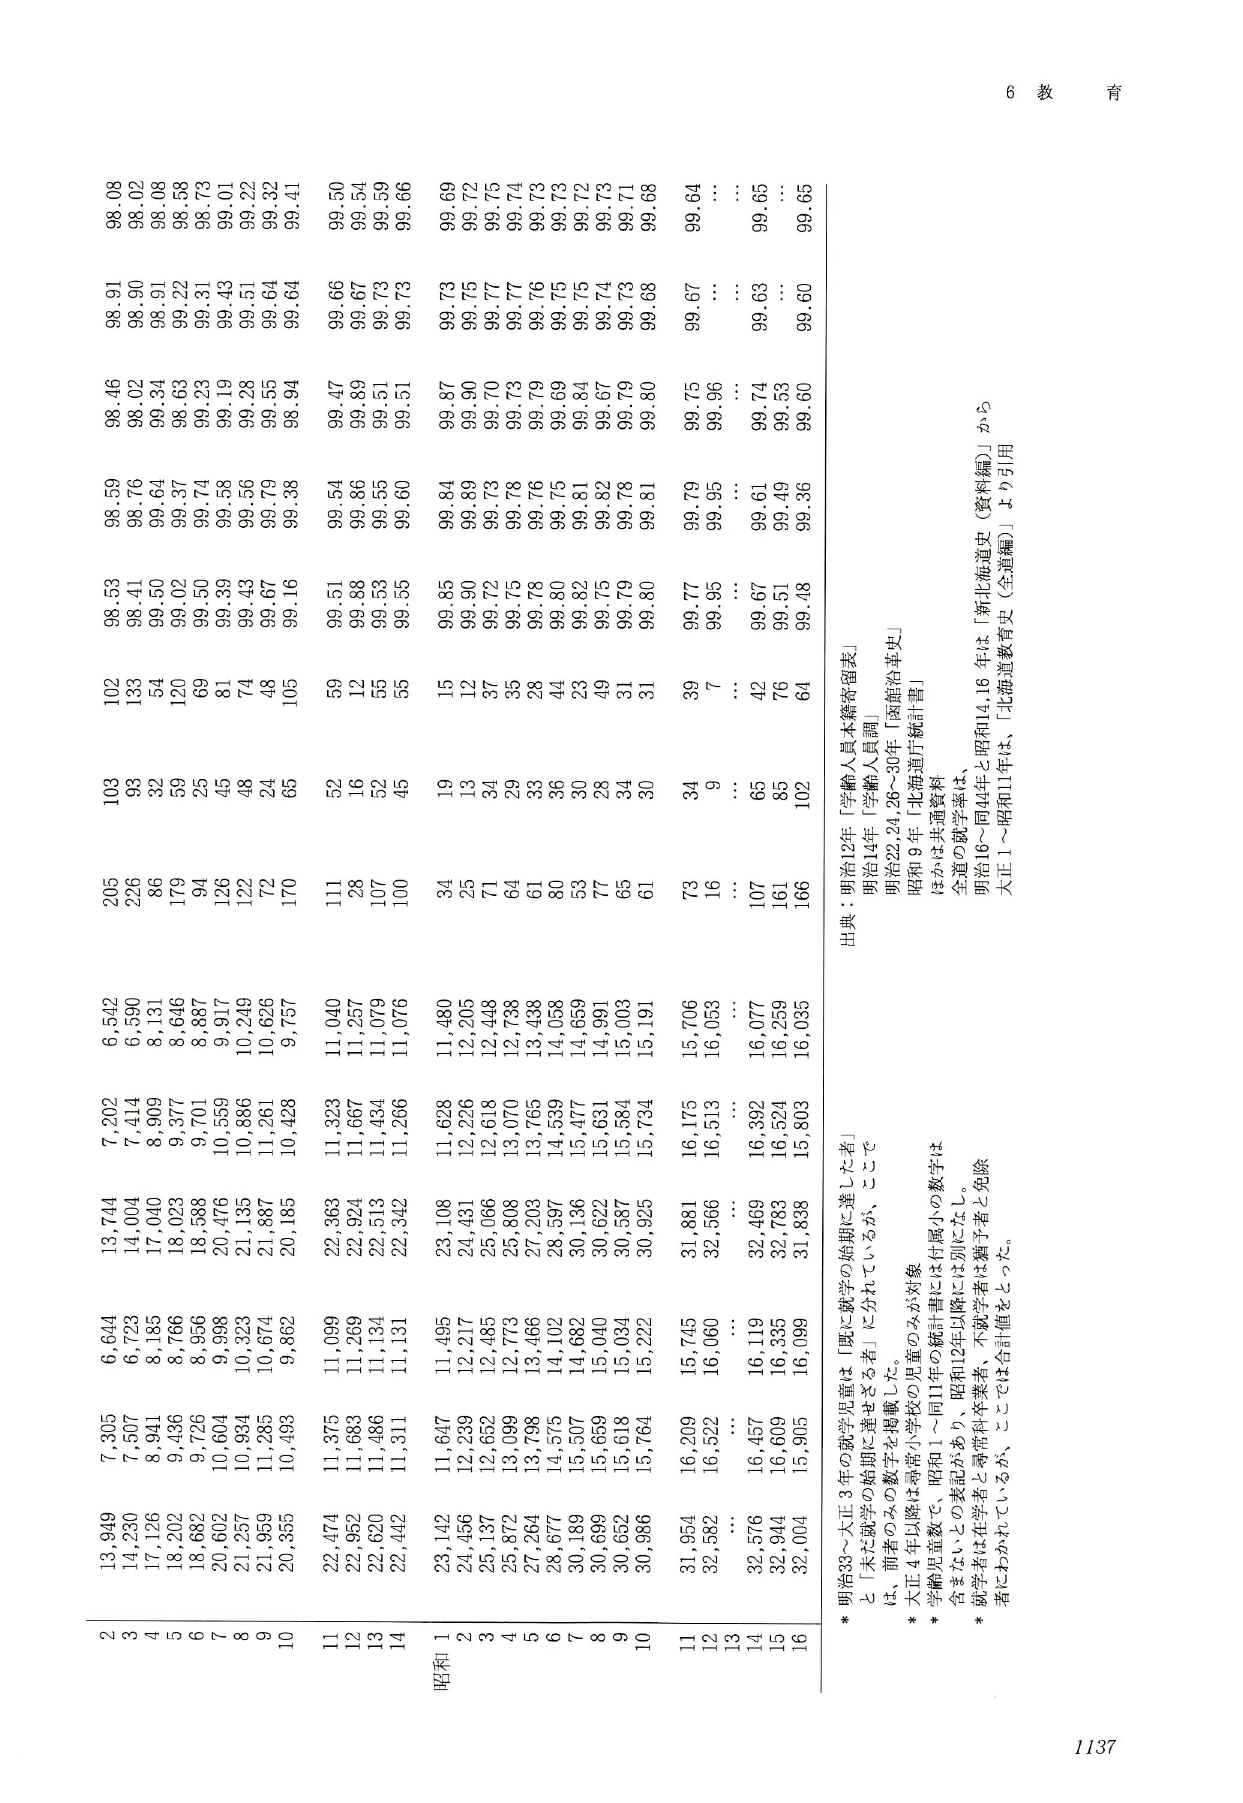 6 教 育
2 13,949 7,305 6,644 13,744 7,202 6,542 205 103 102 98.53 98.59 98.46 98.91 98.08
3 14,230 7,507 6,723 14,004 7,414 6,590 226 93 133 98.41 98.76 98.02 98.90 98.02
4 17,126 8,941 8,185 17,040 8,909 8,131 86 32 54 99.50 99.64 99.34 98.91 98.08
5 18,202 9,436 8,766 18,023 9,377 8,646 179 59 120 99.02 99.37 98.63 99.22 98.58
6 18,682 9,726 8,956 18,588 9,701 8,887 94 25 69 99.50 99.74 99.23 99.31 98.73
7 20,602 10,604 9,998 20,476 10,559 9,917 126 45 81 99.39 99.58 99.19 99.43 99.01
8 21,257 10,934 10,323 21,135 10,886 10,249 122 48 74 99.43 99.56 99.28 99.51 99.22
9 21,959 11,285 10,674 21,887 11,261 10,626 72 24 48 99.67 99.79 99.55 99.64 99.32
10 20,355 10,493 9,862 20,185 10,428 9,757 170 65 105 99.16 99.38 98.94 99.64 99.41
11 22,474 11,375 11,099 22,363 11,323 11,040 111 52 59 99.51 99.54 99.47 99.66 99.50
12 22,952 11,683 11,269 22,924 11,667 11,257 28 16 12 99.88 99.86 99.89 99.67 99.54
13 22,620 11,486 11,134 22,513 11,434 11,079 107 52 55 99.53 99.55 99.51 99.73 99.59
14 22,442 11,311 11,131 22,342 11,266 11,076 100 45 55 99.55 99.60 99.51 99.73 99.66
昭和 1 23,142 11,647 11,495 23,108 11,628 11,480 34 19 15 99.85 99.84 99.87 99.73 99.69
2 24,456 12,239 12,217 24,431 12,226 12,205 25 13 12 99.90 99.89 99.90 99.75 99.72
3 25,137 12,652 12,485 25,066 12,618 12,448 71 34 37 99.72 99.73 99.70 99.77 99.75
4 25,872 13,099 12,773 25,808 13,070 12,738 64 29 35 99.75 99.78 99.73 99.77 99.74
5 27,264 13,798 13,466 27,203 13,765 13,438 61 33 28 99.78 99.76 99.79 99.76 99.73
6 28,677 14,575 14,102 28,597 14,539 14,058 80 36 44 99.80 99.75 99.69 99.75 99.73
7 30,189 15,507 14,682 30,136 15,477 14,659 53 30 23 99.82 99.81 99.84 99.75 99.72
8 30,699 15,659 15,040 30,622 15,631 14,991 77 28 49 99.75 99.82 99.67 99.74 99.73
9 30,652 15,618 15,034 30,587 15,584 15,003 65 34 31 99.79 99.78 99.79 99.73 99.71
10 30,986 15,764 15,222 30,925 15,734 15,191 61 30 31 99.80 99.81 99.80 99.68 99.68
11 31,954 16,209 15,745 31,881 16,175 15,706 73 34 39 99.77 99.79 99.75 99.67 99.64
12 32,582 16,522 16,060 32,566 16,513 16,053 16 9 7 99.95 99.95 99.96 … …
13 … … … … … … … … … … … … … …
14 32,576 16,457 16,119 32,469 16,392 16,077 107 65 42 99.67 99.61 99.74 99.63 99.65
15 32,944 16,609 16,335 32,783 16,524 16,259 161 85 76 99.51 99.49 99.53 … …
16 32,004 15,905 16,099 31,838 15,803 16,035 166 102 64 99.48 99.36 99.60 99.60 99.65
* 明治33~大正3年の就学児童は「既に就学の始期に達した者」
と「未だ就学の始期に達せざる者」に分れているが、ここで
は、前者のみの数字を掲載した。
* 大正4年以降は尋常小学校の児童のみが対象
* 学齢児童数で、昭和1~同11年の統計書には付属小の数字は
含まないとの表記があり、昭和12年以降には別になし。
* 就学者は在学者と尋常科卒業者、不就学者は猶予者と免除
者にわかれているが、ここでは合計値をとった。
出典:明治12年「学齢人員本籍寄留表」
明治14年「学齢人員調」
明治22,24,26~30年「函館沿革史」
昭和9年「北海道庁統計書」
ほかは共通資料
全道の就学率は、
明治16~同44年と昭和14,16年は「新北海道史(資料編)」から
大正1~昭和11年は、「北海道教育史(全道編)」より引用
1137